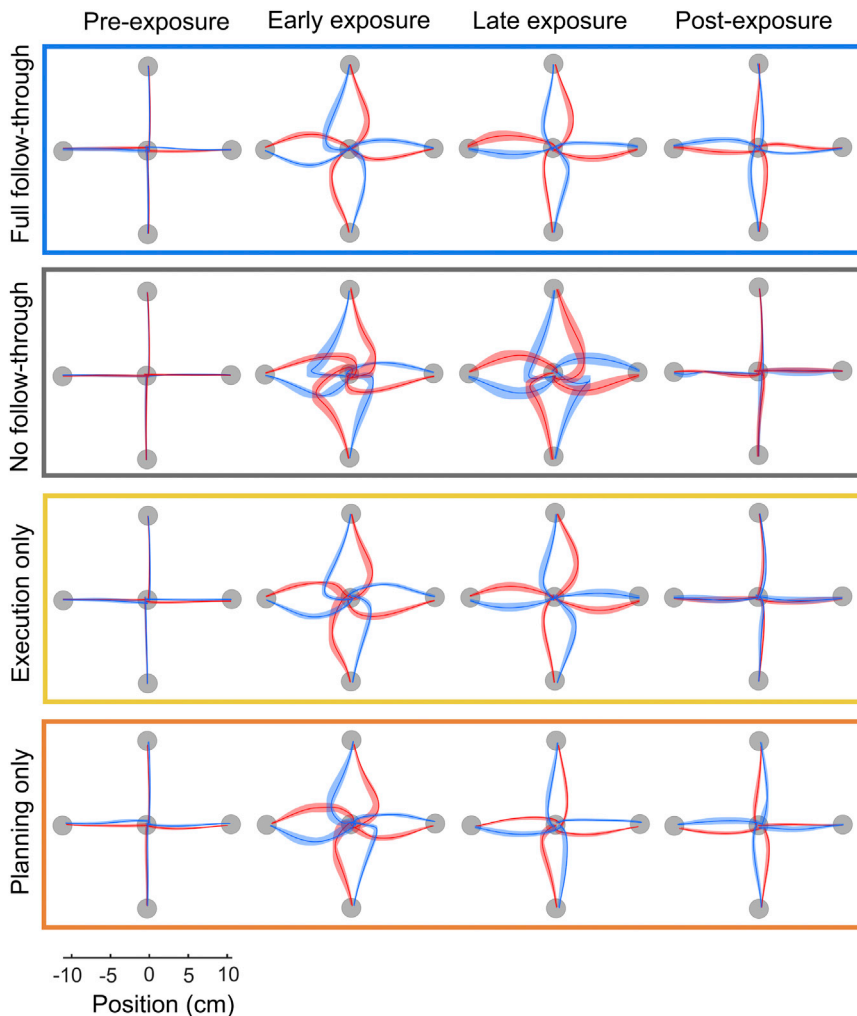 Pre-exposure Early exposure Late exposure Post-exposure
Full follow-through
No follow-through
Execution only
Planning only
-10 -5 0 5 10
Position (cm)